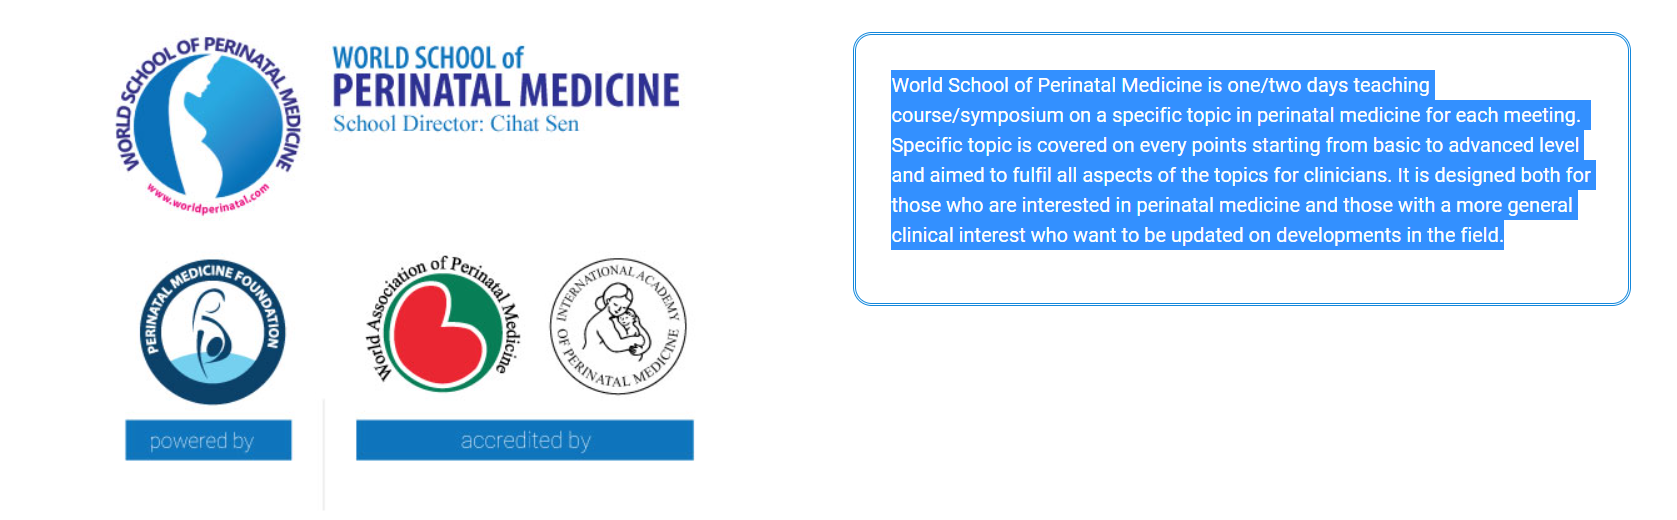 WORLD SCHOOL OF PERINATAL MEDICINE
www.worldperinatal.com
WORLD SCHOOL of
PERINATAL MEDICINE
School Director: Cihat Sen
PERINATAL MEDICINE FOUNDATION
World Association of Perinatal Medicine
INTERNATIONAL ACADEMY
OF PERINATAL MEDICINE
powered by
accredited by
World School of Perinatal Medicine is one/two days teaching
course/symposium on a specific topic in perinatal medicine for each meeting.
Specific topic is covered on every points starting from basic to advanced level
and aimed to fulfil all aspects of the topics for clinicians. It is designed both for
those who are interested in perinatal medicine and those with a more general
clinical interest who want to be updated on developments in the field.